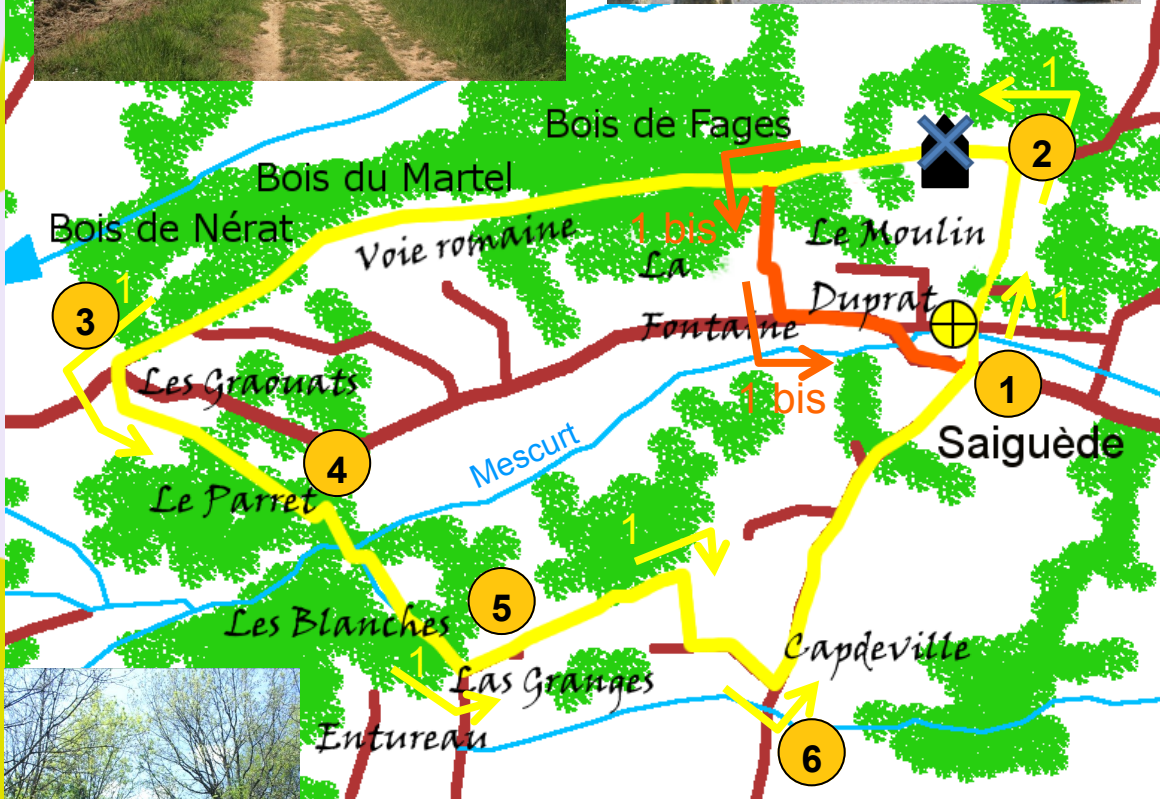 1
2
Bois de Fages
Bois du Martel
Bois de Nérat
Voie romaine
1 bis
La
Fontaine
Le Moulin
Duprat
1
3
1
1
Les Graouats
1 bis
Saiguède
4
Mescurt
Le Parret
1
5
Les Blanches
1
Las Granges
Capdeville
Entureau
6